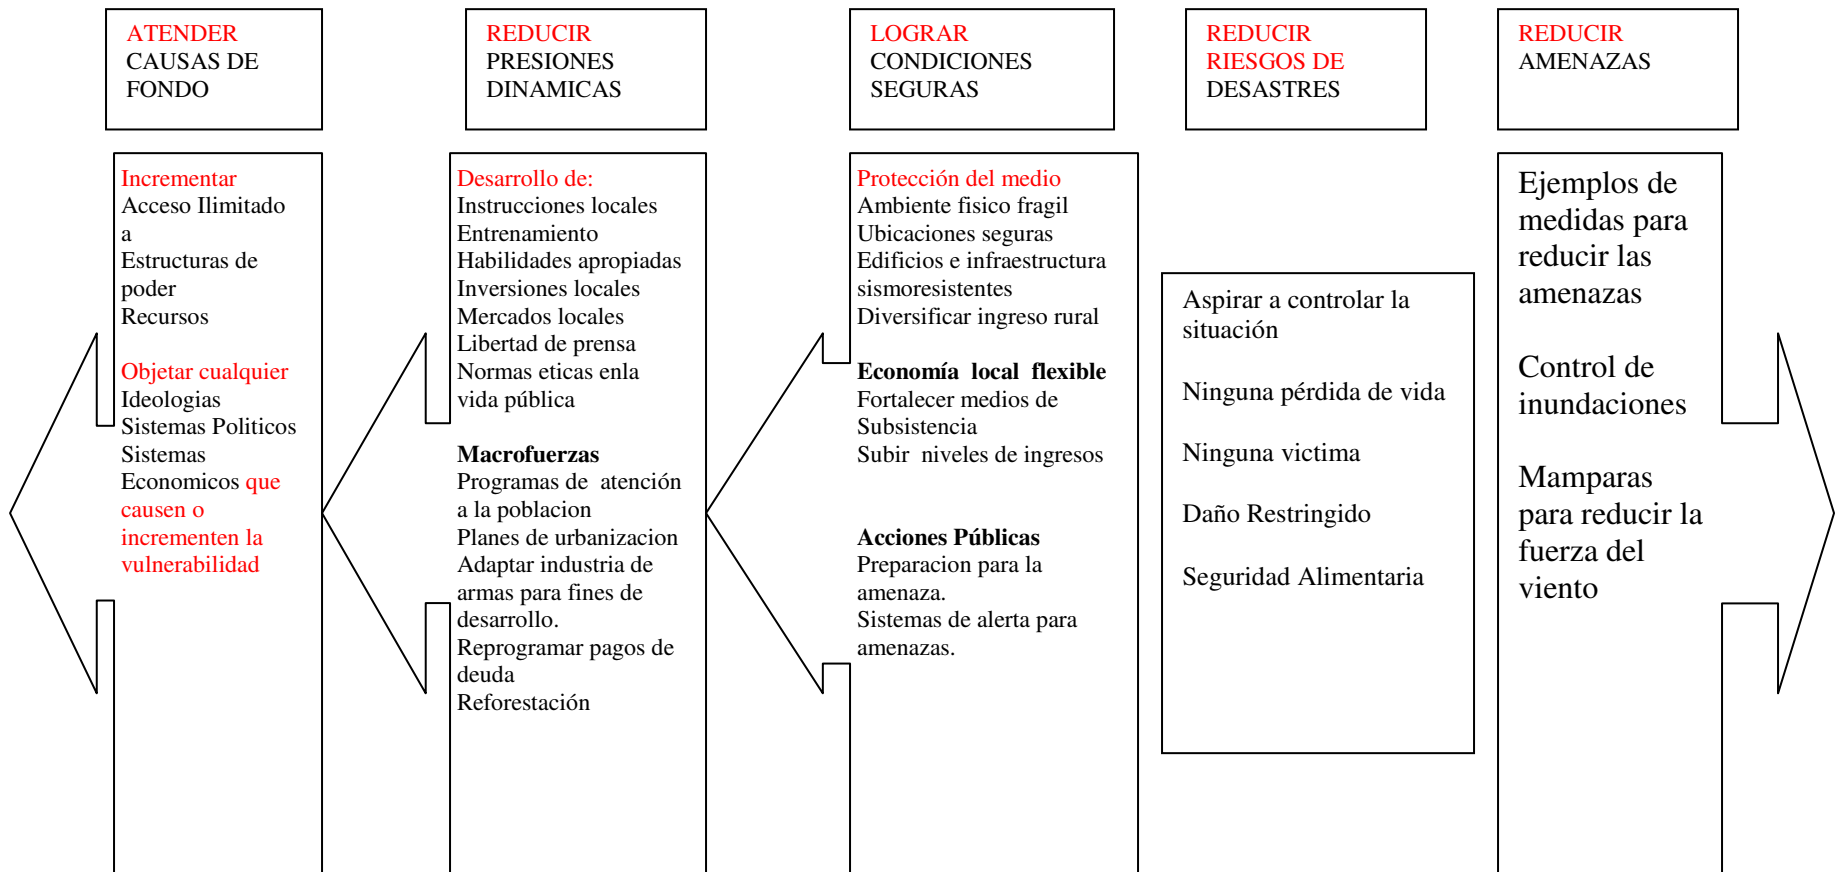 ATENDER
CAUSAS DE
FONDO
REDUCIR
PRESIONES
DINAMICAS
LOGRAR
CONDICIONES
SEGURAS
REDUCIR
RIESGOS DE
DESASTRES
REDUCIR
AMENAZAS
Incrementar
Acceso Ilimitado
a
Estructuras de
poder
Recursos
Objetar cualquier
Ideologias
Sistemas Politicos
Sistemas
Economicos que
causen o
incrementen la
vulnerabilidad
Desarrollo de:
Instrucciones locales
Entrenamiento
Habilidades apropiadas
Inversiones locales
Mercados locales
Libertad de prensa
Normas eticas enla
vida pública
Macrofuerzas
Programas de atención
a la poblacion
Planes de urbanizacion
Adaptar industria de
armas para fines de
desarrollo.
Reprogramar pagos de
deuda
Reforestación
Protección del medio
Ambiente fisico fragil
Ubicaciones seguras
Edificios e infraestructura
sismoresistentes
Diversificar ingreso rural
Economía local flexible
Fortalecer medios de
Subsistencia
Subir niveles de ingresos
Acciones Públicas
Preparacion para la
amenaza.
Sistemas de alerta para
amenazas.
Aspirar a controlar la
situación
Ninguna pérdida de vida
Ninguna victima
Daño Restringido
Seguridad Alimentaria
Ejemplos de
medidas para
reducir las
amenazas
Control de
inundaciones
Mamparas
para reducir la
fuerza del
viento